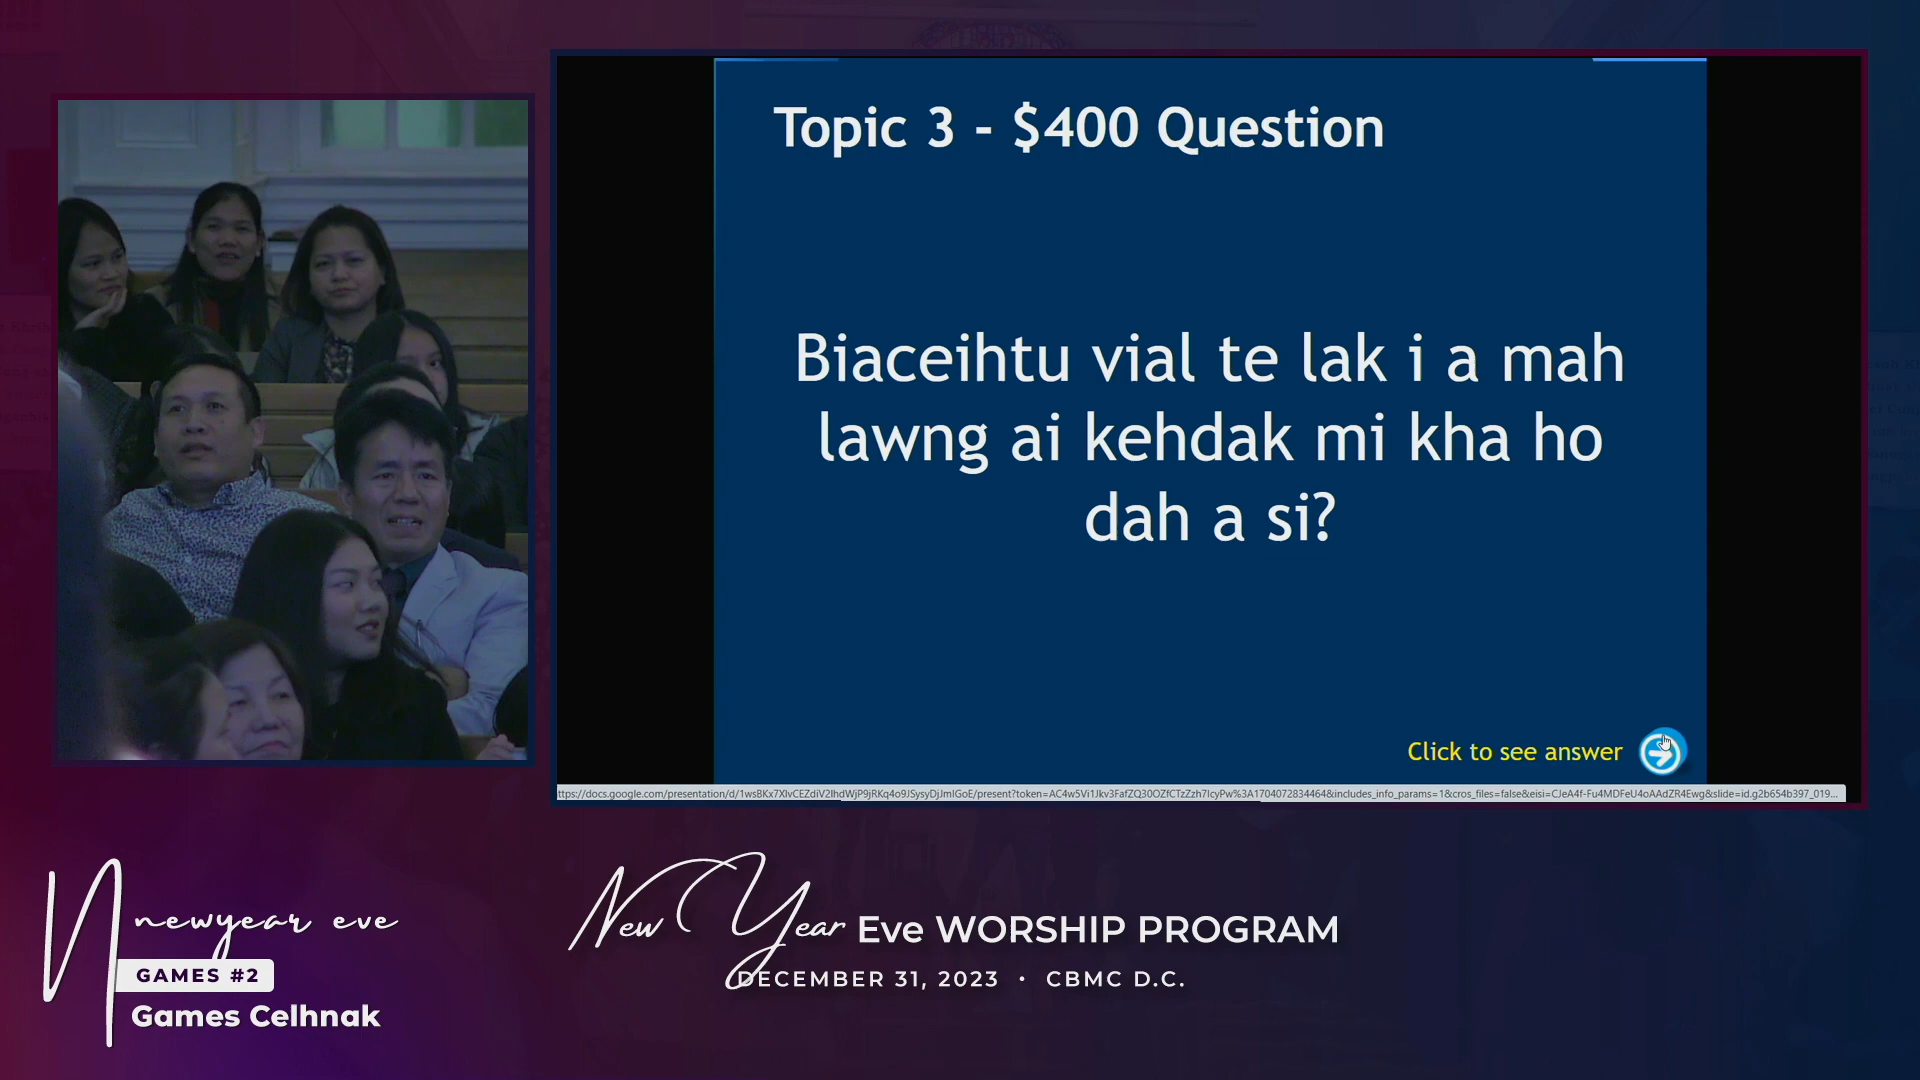 Topic 3 - $400 Question
Biaceihtu vial te lak i a mah
lawng ai kehdak mi kha ho
dah a si?
Click to see answer
newyear eve
GAMES #2
Games Celhnak
New Year Eve WORSHIP PROGRAM
DECEMBER 31, 2023 • CBMC D.C.